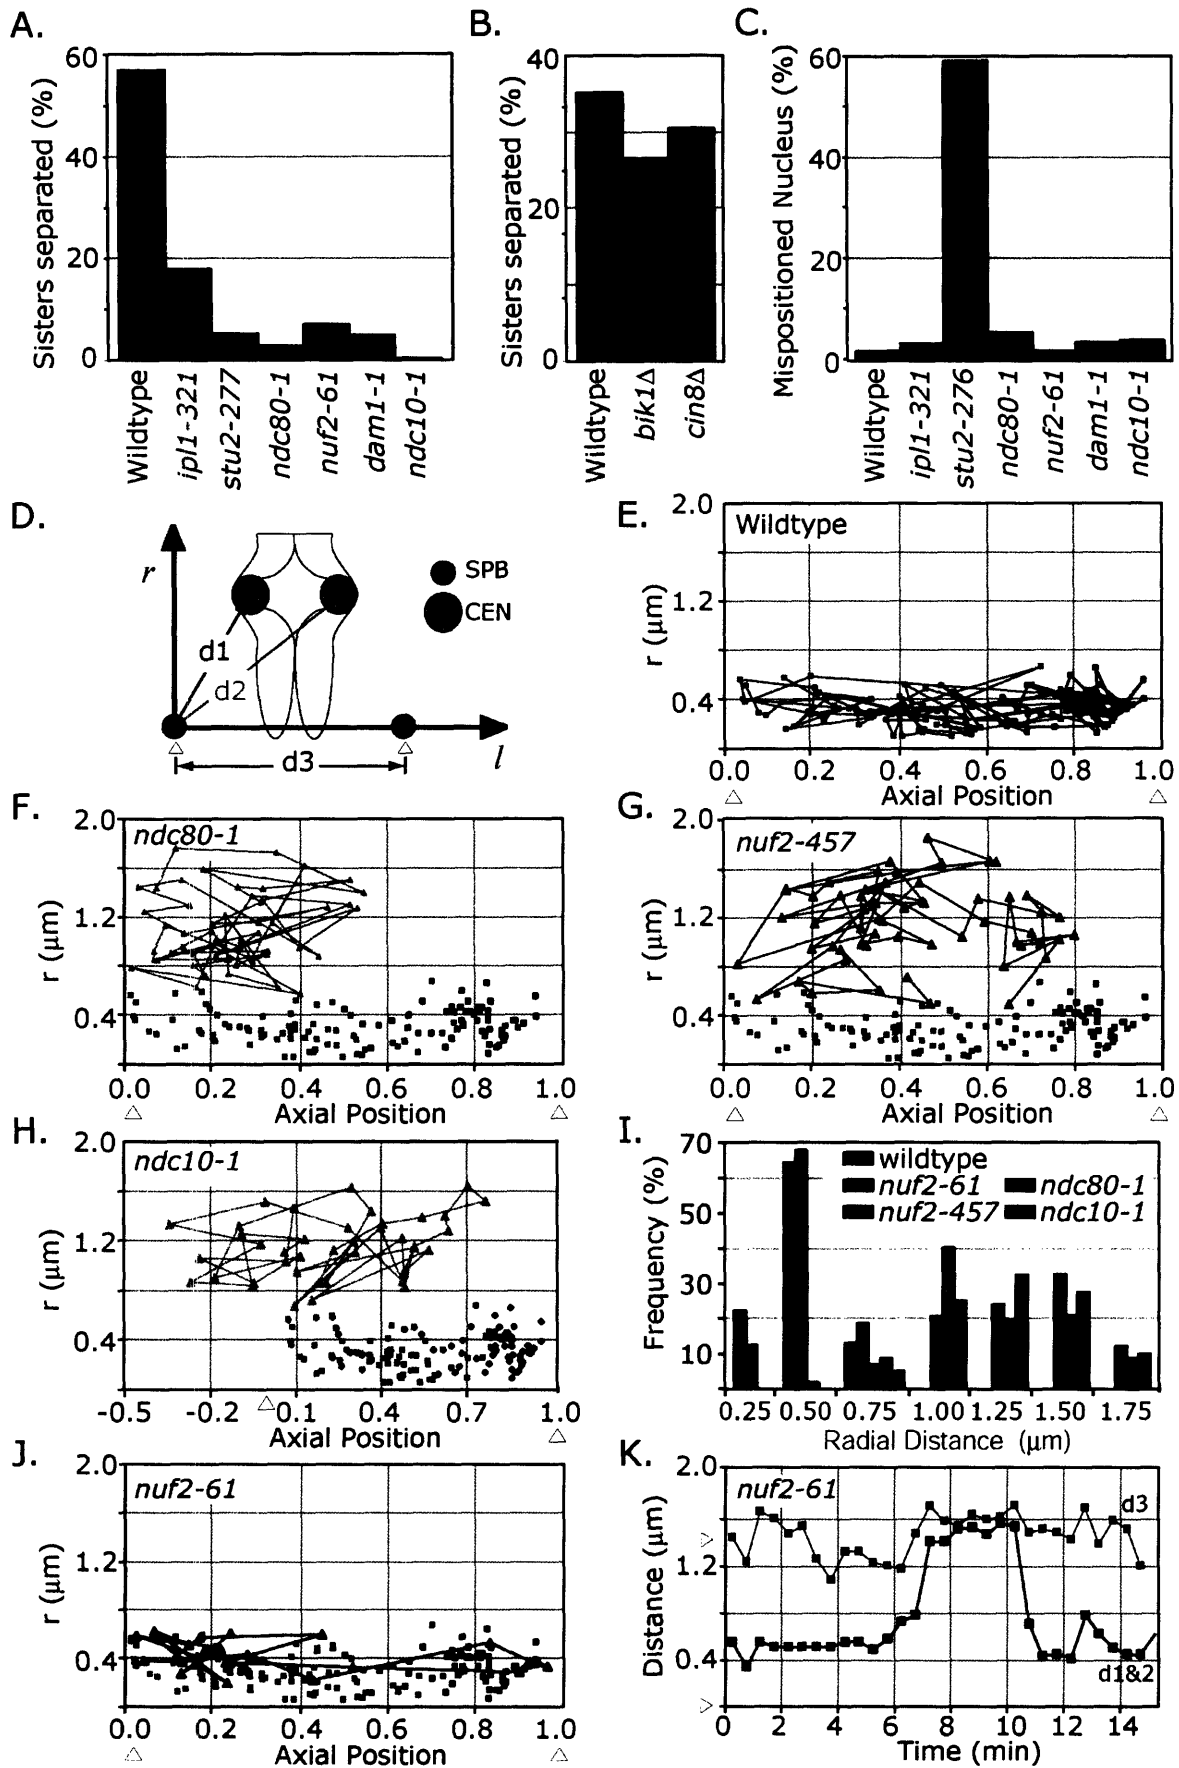 A.
Sisters separated (%)
60
40
20
0
Wildtype
ipl1-321
stu2-277
ndc80-1
nuf2-61
dam1-1
ndc10-1
B.
Sisters separated (%)
40
20
0
Wildtype
bik1Δ
cin8Δ
C.
Mispositioned Nucleus (%)
60
40
20
0
Wildtype
ipl1-321
stu2-276
ndc80-1
nuf2-61
dam1-1
ndc10-1
D.
r
SPB
CEN
d1
d2
d3
l
E.
Wildtype
r (µm)
2.0
1.2
0.4
0.0 0.2 0.4 0.6 0.8 1.0
Axial Position
F.
ndc80-1
r (µm)
2.0
1.2
0.4
0.0 0.2 0.4 0.6 0.8 1.0
Axial Position
G.
nuf2-457
r (µm)
2.0
1.2
0.4
0.0 0.2 0.4 0.6 0.8 1.0
Axial Position
H.
ndc10-1
r (µm)
2.0
1.2
0.4
-0.5 -0.2 0.1 0.4 0.7 1.0
Axial Position
I.
Frequency (%)
70
50
30
10
wildtype
nuf2-61 ndc80-1
nuf2-457 ndc10-1
0.25 0.50 0.75 1.00 1.25 1.50 1.75
Radial Distance (µm)
J.
nuf2-61
r (µm)
2.0
1.2
0.4
0.0 0.2 0.4 0.6 0.8 1.0
Axial Position
K.
nuf2-61
Distance (µm)
2.0
1.2
0.4
d3
d1&2
0 2 4 6 8 10 12 14
Time (min)